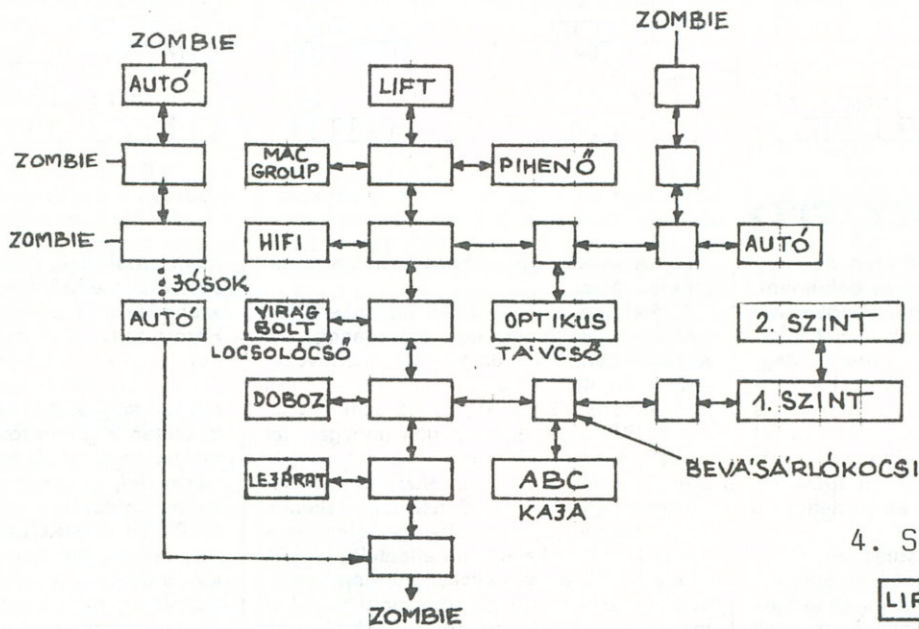 ZOMBIE
ZOMBIE
AUTÓ
LIFT
ZOMBIE
MAC
GROUP
PIHENŐ
ZOMBIE
HIFI
AUTÓ
JÓSOK
AUTÓ
VIRÁG
BOLT
LOCSOLÓCSŐ
OPTIKUS
TÁVCSŐ
2. SZINT
DOBOZ
1. SZINT
LEJÁRAT
ABC
KAJA
BEVÁSÁRLÓKOCSI
4. S
LIF
ZOMBIE